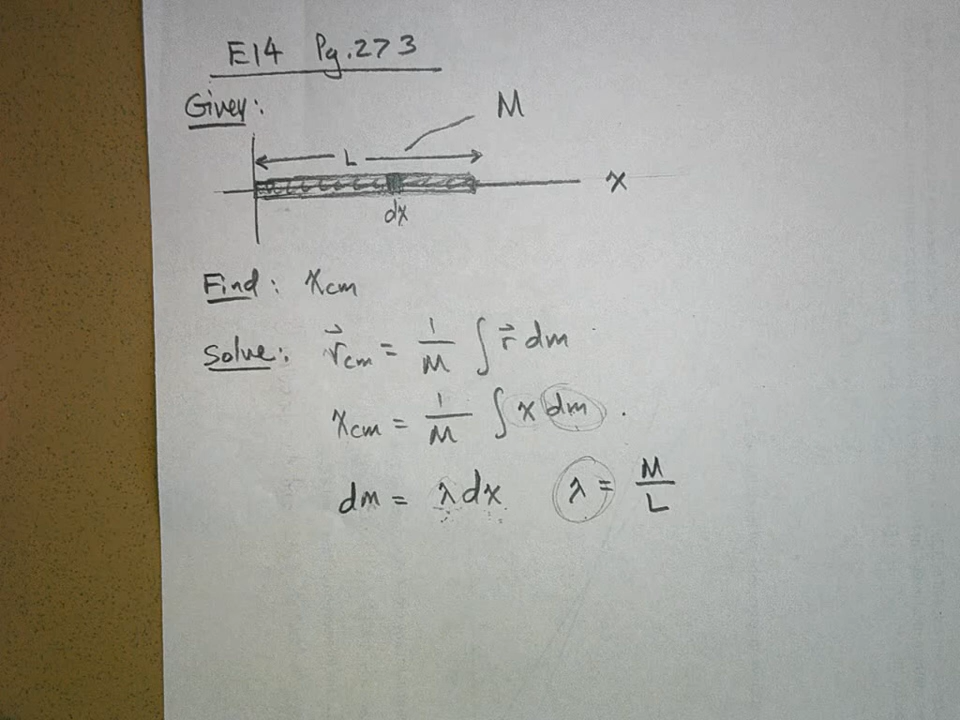 E14 Pg.273
Given:
M
L
x
dx
Find: xcm
Solve: r⃗cm = 1/M ∫ r⃗ dm
xcm = 1/M ∫ x dm.
dm = λdx λ = M/L